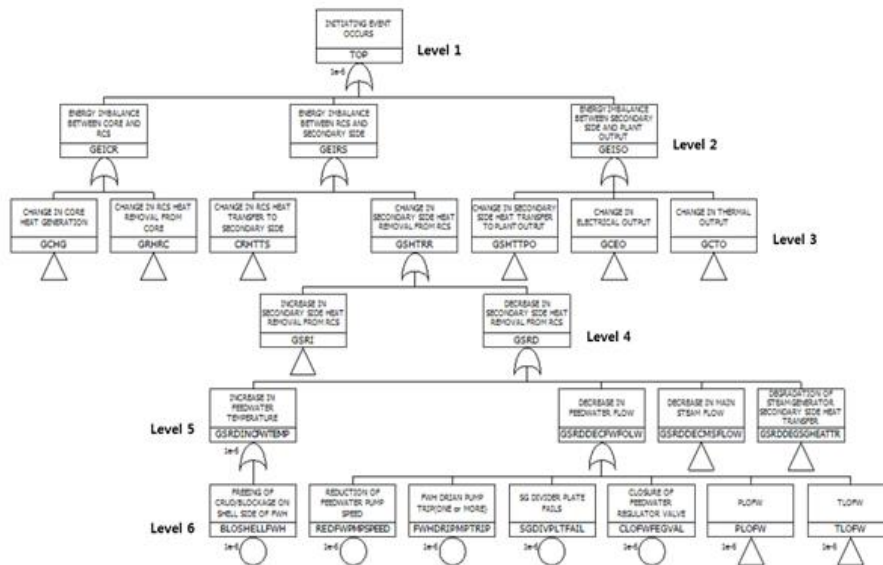 INITIATING EVENT
OCCURS
TOP
Level 1
1e-6
ENERGY IMBALANCE
BETWEEN CORE AND
RCS
GEICR
ENERGY IMBALANCE
BETWEEN RCS AND
SECONDARY SIDE
GEIRS
ENERGY IMBALANCE
BETWEEN SECONDARY
SIDE AND PLANT
OUTPUT
GEISO
Level 2
CHANGE IN CORE
HEAT GENERATION
GCHG
CHANGE IN RCS HEAT
REMOVAL FROM
CORE
GRHRC
CHANGE IN RCS HEAT
TRANSFER TO
SECONDARY SIDE
CRHTTS
CHANGE IN
SECONDARY SIDE HEAT
REMOVAL FROM RCS
GSHTRR
CHANGE IN SECONDARY
SIDE HEAT TRANSFER
TO PLANT OUTPUT
GSHTTPO
CHANGE IN
ELECTRICAL OUTPUT
GCEO
CHANGE IN THERMAL
OUTPUT
GCTO
Level 3
INCREASE IN
SECONDARY SIDE HEAT
REMOVAL FROM RCS
GSRI
DECREASE IN
SECONDARY SIDE HEAT
REMOVAL FROM RCS
GSRD
Level 4
Level 5
INCREASE IN
FEEDWATER
TEMPERATURE
GSRDINCFWTEMP
1e-6
DECREASE IN
FEEDWATER FLOW
GSRDDECFWFOLW
DECREASE IN MAIN
STEAM FLOW
GSRDDECMSFLOW
DEGRADATION OF
STEAM-GENERATOR
SECONDARY SIDE HEAT
TRANSFER
GSRDDEGSGHEATTR
Level 6
FREEING OF
CRUD/BLOCKAGE ON
SHELL SIDE OF FWH
BLOSHELLFWH
1e-6
REDUCTION OF
FEEDWATER PUMP
SPEED
REDFWPMPSPEED
1e-6
FWH DRIAN PUMP
TRIP(ONE or MORE)
FWHDRIPMPTRIP
1e-6
SG DIVIDER PLATE
FAILS
SGDIVPLTFAIL
1e-6
CLOSURE OF
FEEDWATER
REGULATOR VALVE
CLOFWFEGVAL
1e-6
PLOFW
PLOFW
1e-6
TLOFW
TLOFW
1e-6